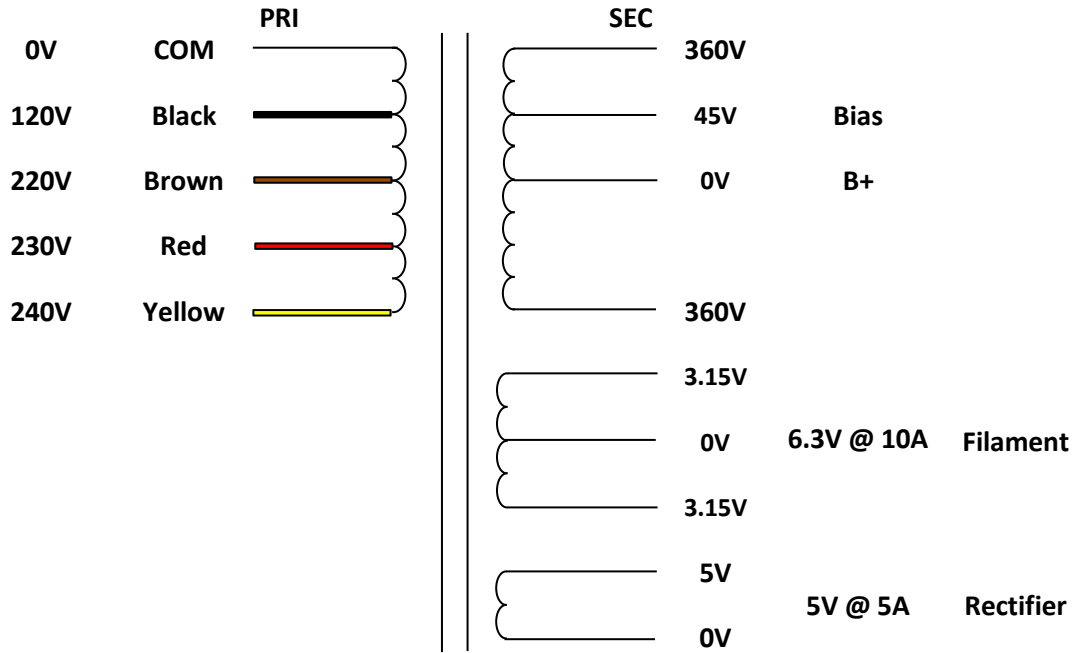 PRI SEC
0V COM 360V
120V Black 45V Bias
220V Brown 0V B+
230V Red
240V Yellow 360V
3.15V
0V 6.3V @ 10A Filament
3.15V
5V
5V @ 5A Rectifier
0V